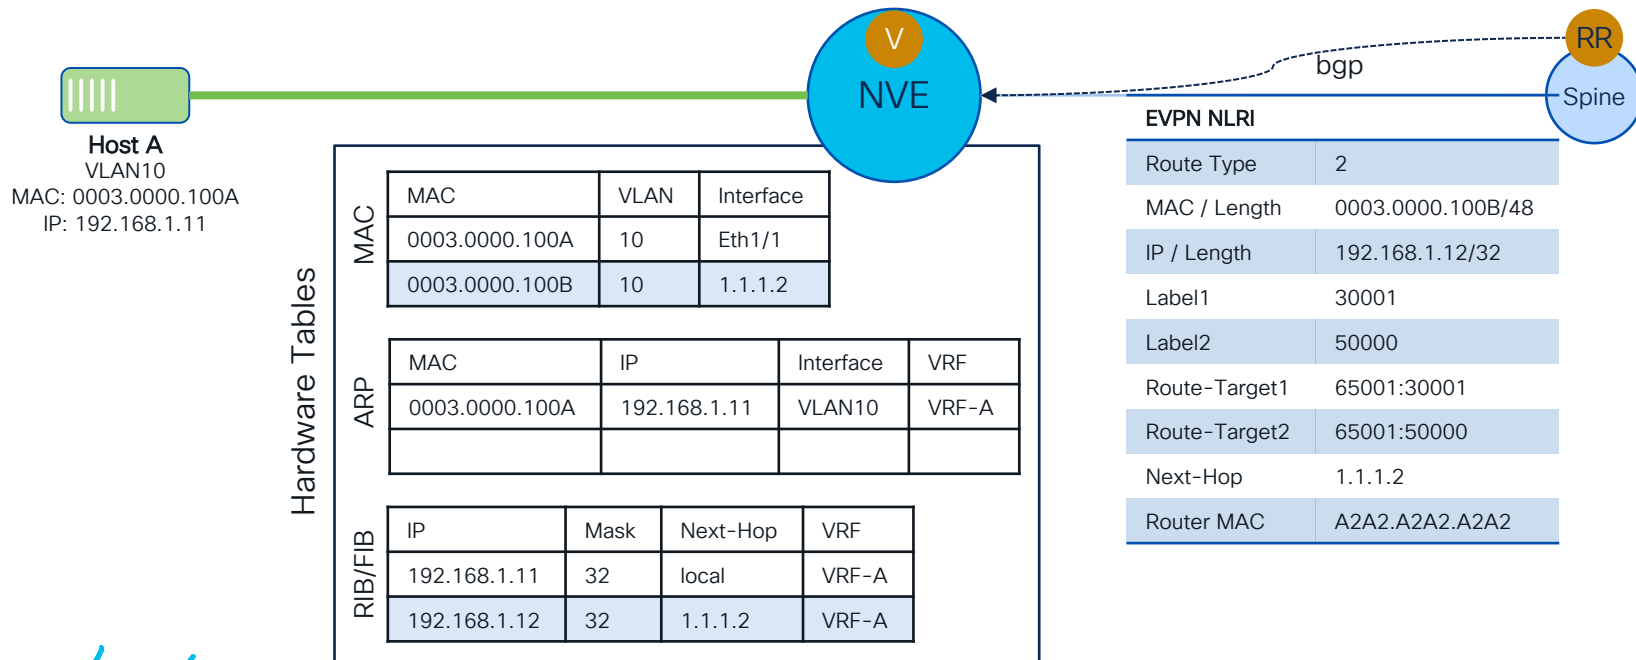 V
NVE
RR
bgp
Spine
Host A
VLAN10
MAC: 0003.0000.100A
IP: 192.168.1.11
Hardware Tables
MAC
MAC VLAN Interface
0003.0000.100A 10 Eth1/1
0003.0000.100B 10 1.1.1.2
ARP
MAC IP Interface VRF
0003.0000.100A 192.168.1.11 VLAN10 VRF-A
RIB/FIB
IP Mask Next-Hop VRF
192.168.1.11 32 local VRF-A
192.168.1.12 32 1.1.1.2 VRF-A
EVPN NLRI
Route Type 2
MAC / Length 0003.0000.100B/48
IP / Length 192.168.1.12/32
Label1 30001
Label2 50000
Route-Target1 65001:30001
Route-Target2 65001:50000
Next-Hop 1.1.1.2
Router MAC A2A2.A2A2.A2A2